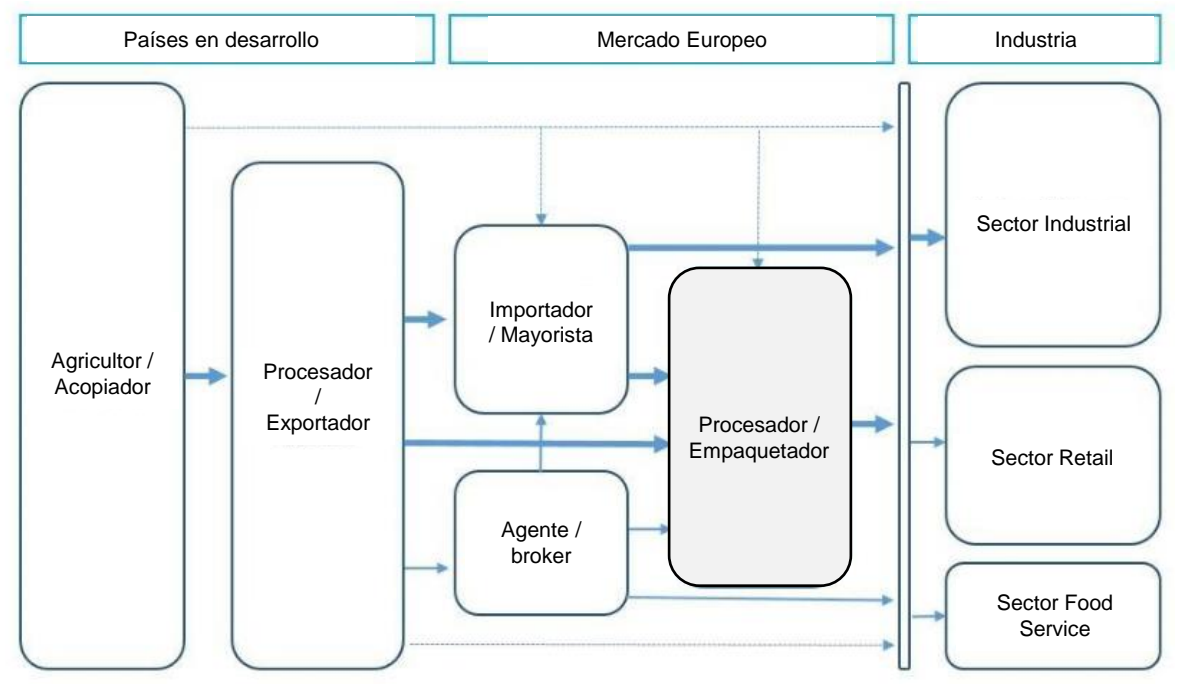 Países en desarrollo
Mercado Europeo
Industria
Agricultor /
Acopiador
Procesador
/
Exportador
Importador
/ Mayorista
Agente /
broker
Procesador /
Empaquetador
Sector Industrial
Sector Retail
Sector Food
Service